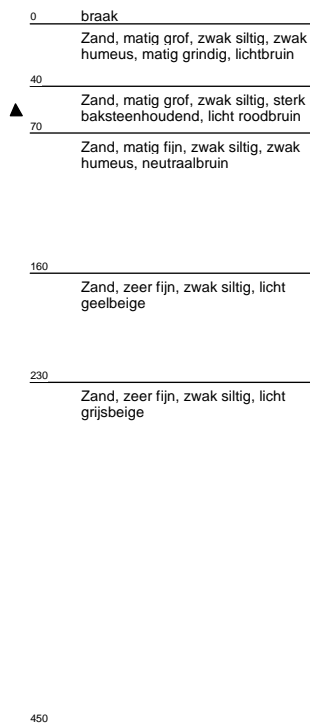 0 braak
Zand, matig grof, zwak siltig, zwak
humeus, matig grindig, lichtbruin
40
Zand, matig grof, zwak siltig, sterk
baksteenhoudend, licht roodbruin
70
Zand, matig fijn, zwak siltig, zwak
humeus, neutraalbruin
160
Zand, zeer fijn, zwak siltig, licht
geelbeige
230
Zand, zeer fijn, zwak siltig, licht
grijsbeige
450